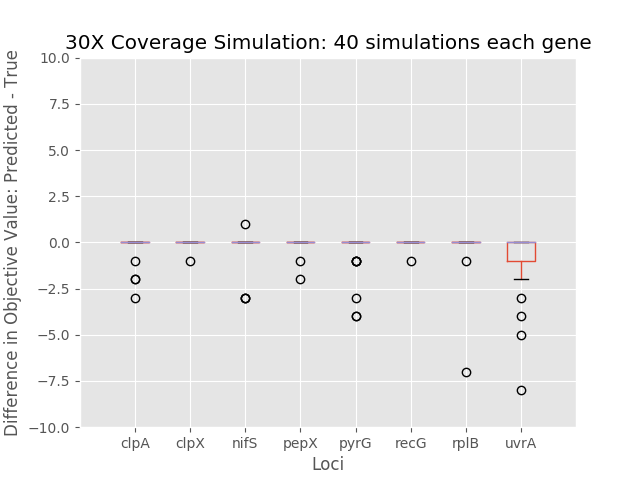 30X Coverage Simulation: 40 simulations each gene
Difference in Objective Value: Predicted - True
10.0
7.5
5.0
2.5
0.0
−2.5
−5.0
−7.5
−10.0
clpA clpX nifS pepX pyrG recG rplB uvrA
Loci